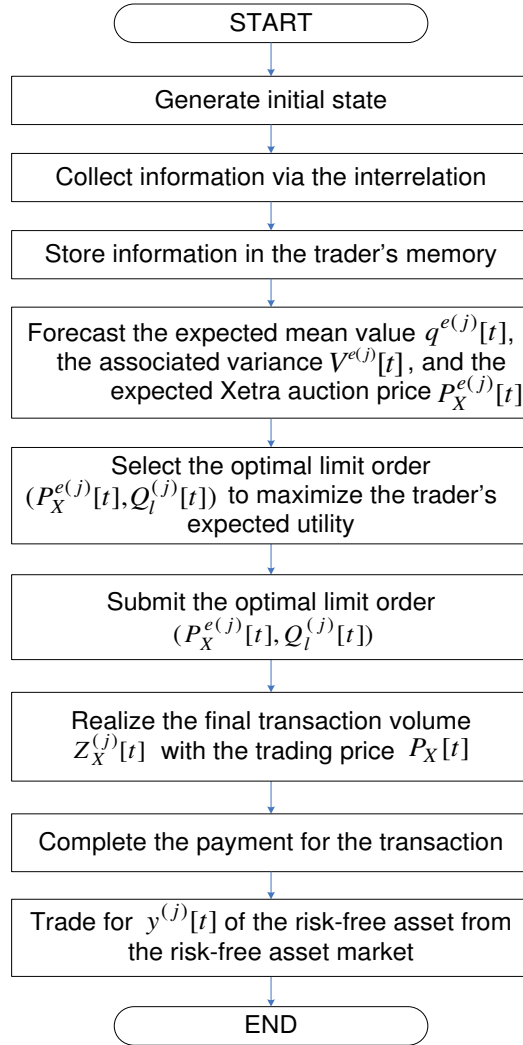 START
Generate initial state
Collect information via the interrelation
Store information in the trader's memory
Forecast the expected mean value $q^{e(j)}[t]$,
the associated variance $V^{e(j)}[t]$, and the
expected Xetra auction price $P_X^{e(j)}[t]$
Select the optimal limit order
$(P_X^{e(j)}[t], Q_l^{(j)}[t])$ to maximize the trader's
expected utility
Submit the optimal limit order
$(P_X^{e(j)}[t], Q_l^{(j)}[t])$
Realize the final transaction volume
$Z_X^{(j)}[t]$ with the trading price $P_X[t]$
Complete the payment for the transaction
Trade for $y^{(j)}[t]$ of the risk-free asset from
the risk-free asset market
END